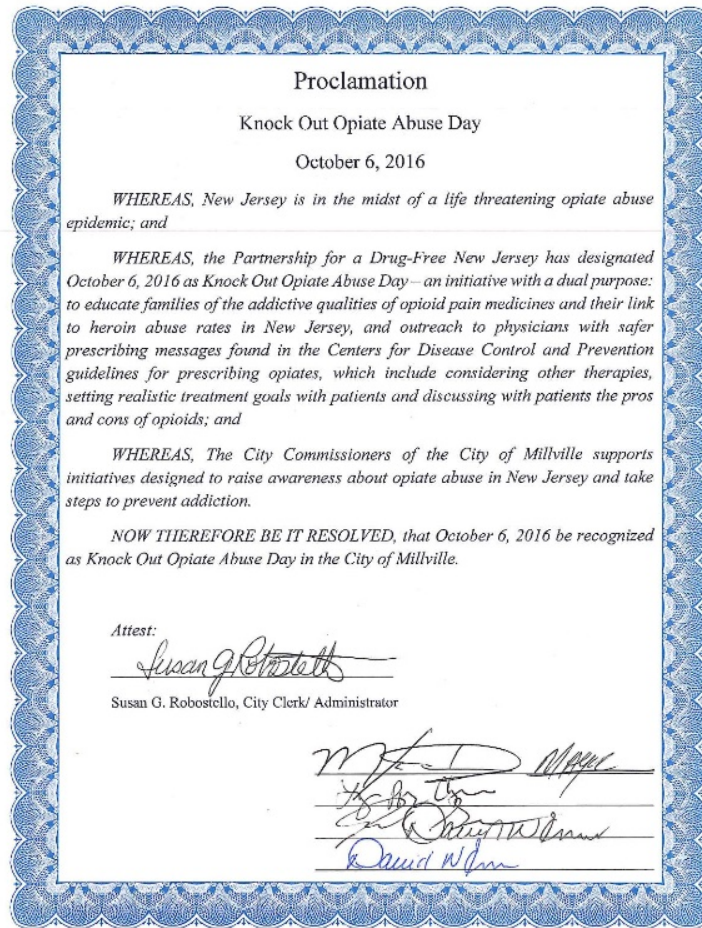 Proclamation
Knock Out Opiate Abuse Day
October 6, 2016
WHEREAS, New Jersey is in the midst of a life threatening opiate abuse
epidemic; and
WHEREAS, the Partnership for a Drug-Free New Jersey has designated
October 6, 2016 as Knock Out Opiate Abuse Day – an initiative with a dual purpose:
to educate families of the addictive qualities of opioid pain medicines and their link
to heroin abuse rates in New Jersey, and outreach to physicians with safer
prescribing messages found in the Centers for Disease Control and Prevention
guidelines for prescribing opiates, which include considering other therapies,
setting realistic treatment goals with patients and discussing with patients the pros
and cons of opioids; and
WHEREAS, The City Commissioners of the City of Millville supports
initiatives designed to raise awareness about opiate abuse in New Jersey and take
steps to prevent addiction.
NOW THEREFORE BE IT RESOLVED, that October 6, 2016 be recognized
as Knock Out Opiate Abuse Day in the City of Millville.
Attest:
Susan G Robostello
Susan G. Robostello, City Clerk/ Administrator
Mayor
David W